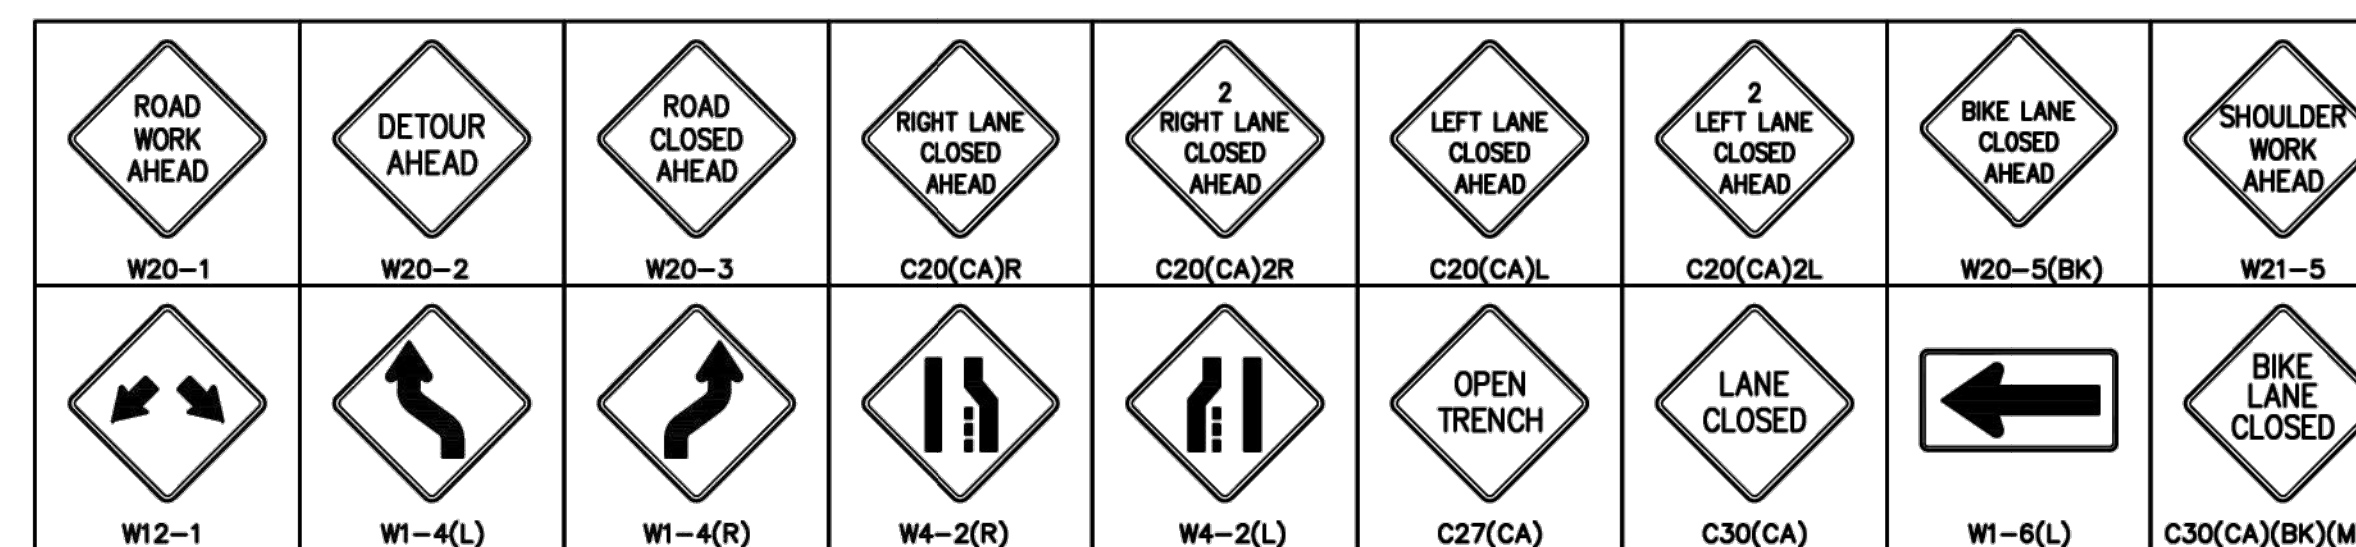 ROAD
WORK
AHEAD
W20-1
DETOUR
AHEAD
W20-2
ROAD
CLOSED
AHEAD
W20-3
RIGHT LANE
CLOSED
AHEAD
C20(CA)R
2
RIGHT LANE
CLOSED
AHEAD
C20(CA)2R
LEFT LANE
CLOSED
AHEAD
C20(CA)L
2
LEFT LANE
CLOSED
AHEAD
C20(CA)2L
BIKE LANE
CLOSED
AHEAD
W20-5(BK)
SHOULDER
WORK
AHEAD
W21-5
W12-1
W1-4(L)
W1-4(R)
W4-2(R)
W4-2(L)
OPEN
TRENCH
C27(CA)
LANE
CLOSED
C30(CA)
W1-6(L)
BIKE
LANE
CLOSED
C30(CA)(BK)(M